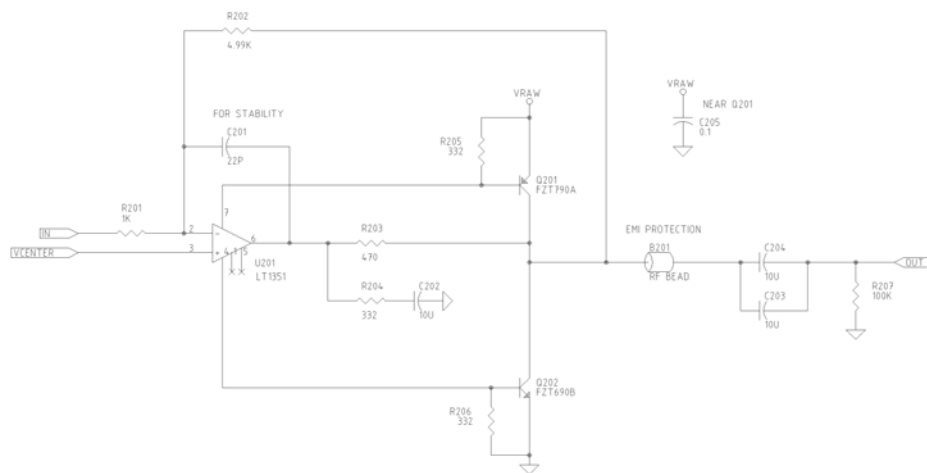 R202
4.99K
VRAW
VRAW
NEAR Q201
C205
0.1
FOR STABILITY
C201
22P
R205
332
Q201
FZT790A
R201
1K
IN
VCENTER
7
2
3
6
4
1
5
U201
LT1351
R203
470
R204
332
C202
10U
EMI PROTECTION
B201
RF BEAD
C204
10U
C203
10U
OUT
R207
100K
Q202
FZT690B
R206
332